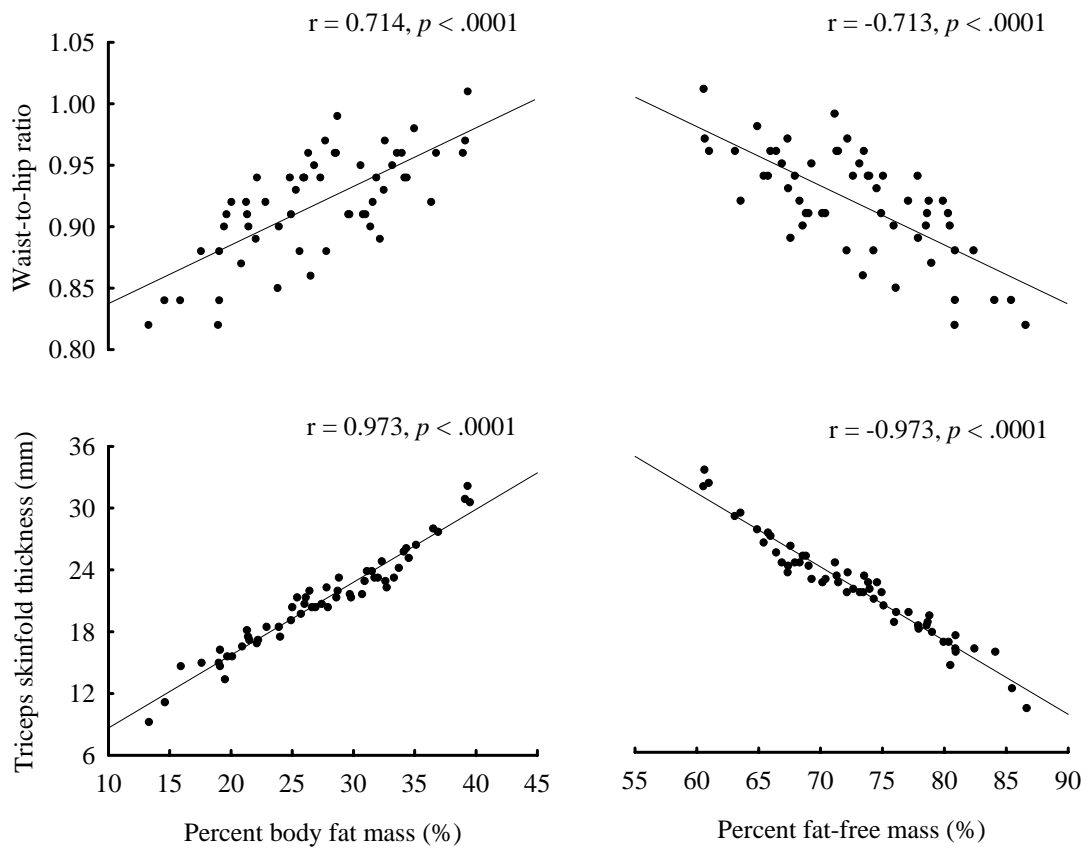 r = 0.714, p < .0001
r = -0.713, p < .0001
Waist-to-hip ratio
1.05
1.00
0.95
0.90
0.85
0.80
r = 0.973, p < .0001
r = -0.973, p < .0001
Triceps skinfold thickness (mm)
36
30
24
18
12
6
10 15 20 25 30 35 40 45
55 60 65 70 75 80 85 90
Percent body fat mass (%)
Percent fat-free mass (%)